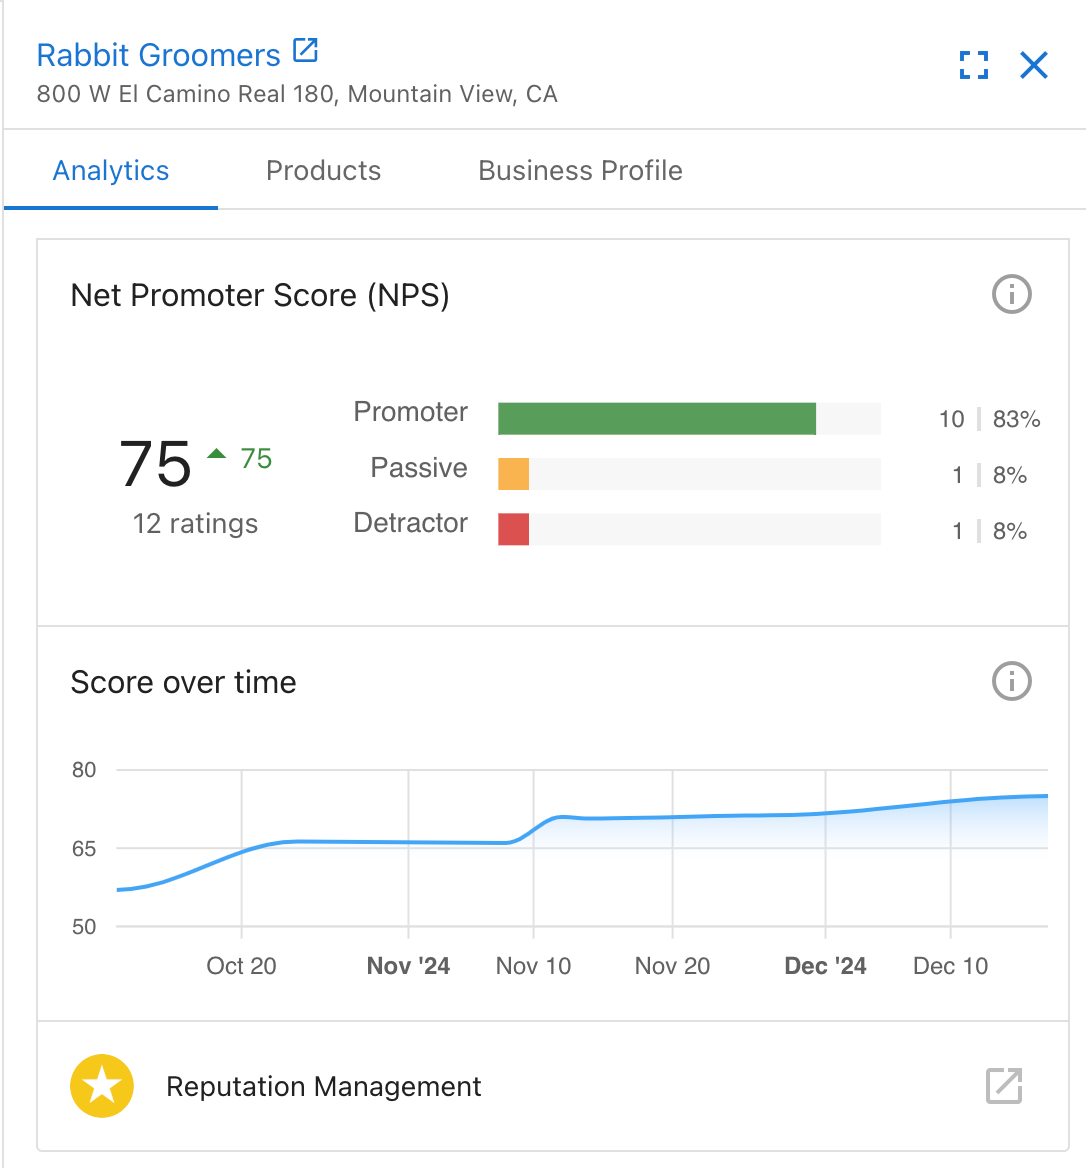 Rabbit Groomers
800 W El Camino Real 180, Mountain View, CA
Analytics Products Business Profile
Net Promoter Score (NPS)
75 75
12 ratings
Promoter 10 83%
Passive 1 8%
Detractor 1 8%
Score over time
80
65
50
Oct 20 Nov '24 Nov 10 Nov 20 Dec '24 Dec 10
Reputation Management